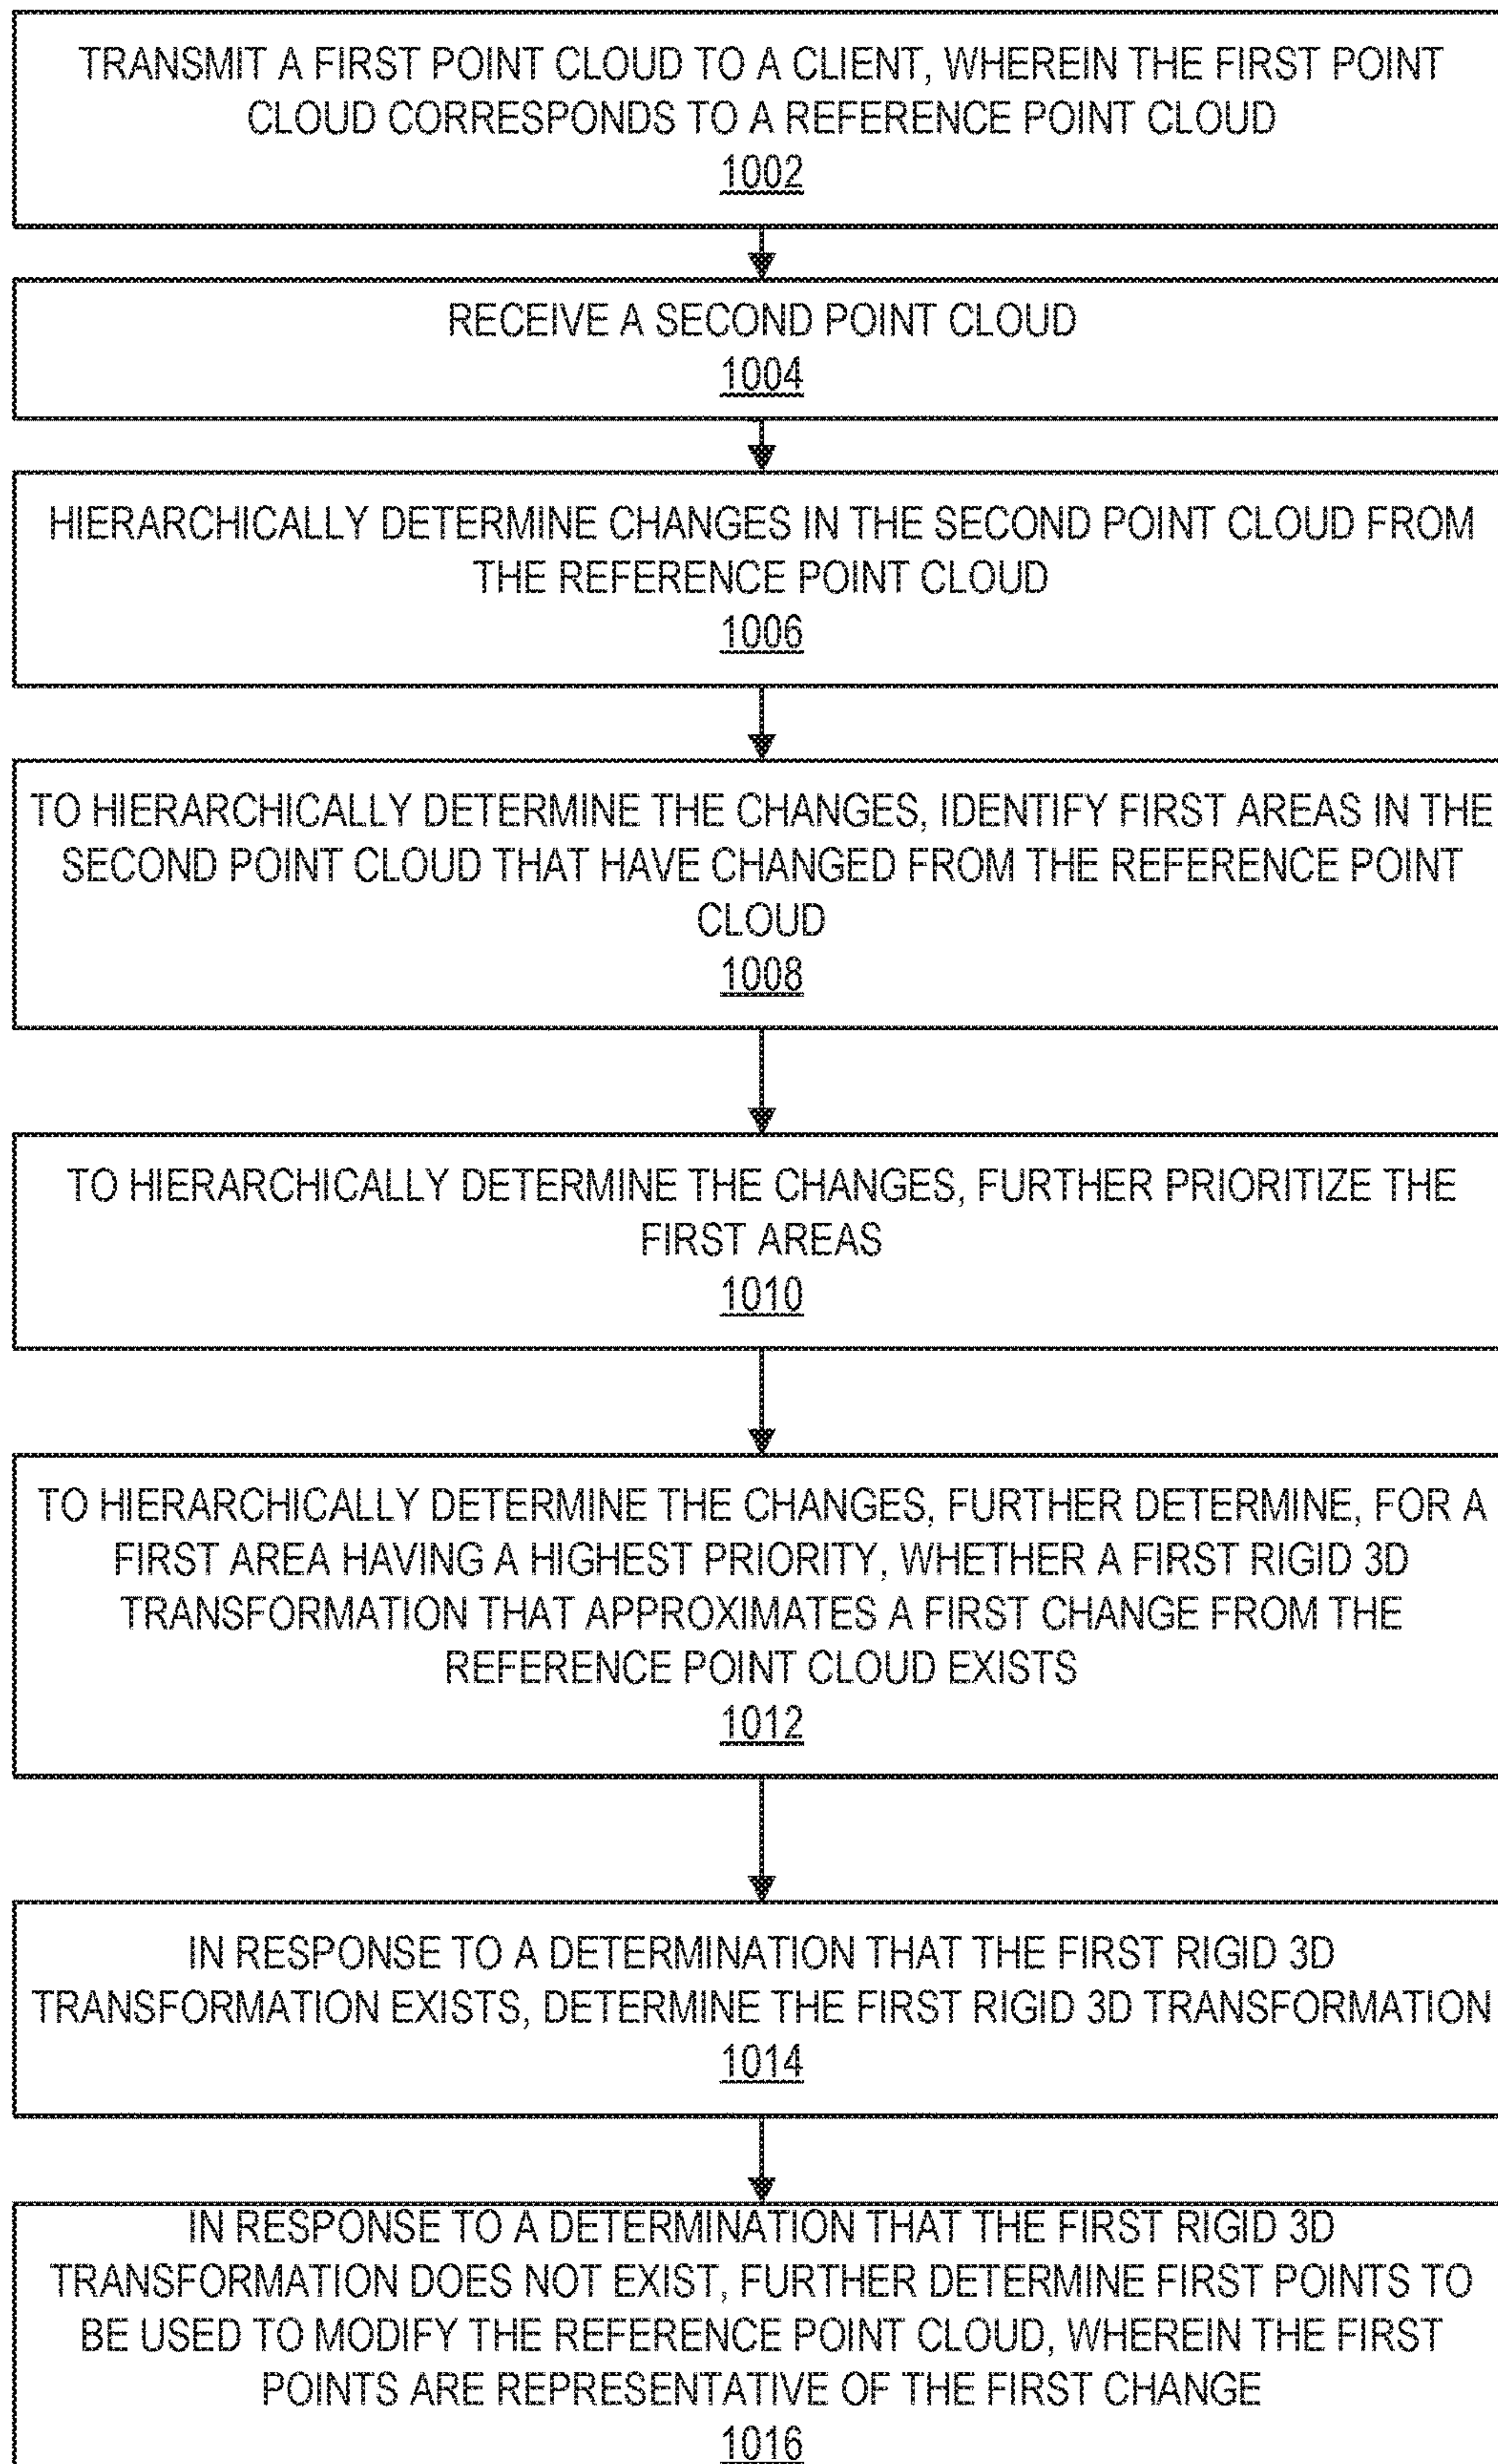 TRANSMIT A FIRST POINT CLOUD TO A CLIENT, WHEREIN THE FIRST POINT
CLOUD CORRESPONDS TO A REFERENCE POINT CLOUD
1002
RECEIVE A SECOND POINT CLOUD
1004
HIERARCHICALLY DETERMINE CHANGES IN THE SECOND POINT CLOUD FROM
THE REFERENCE POINT CLOUD
1006
TO HIERARCHICALLY DETERMINE THE CHANGES, IDENTIFY FIRST AREAS IN THE
SECOND POINT CLOUD THAT HAVE CHANGED FROM THE REFERENCE POINT
CLOUD
1008
TO HIERARCHICALLY DETERMINE THE CHANGES, FURTHER PRIORITIZE THE
FIRST AREAS
1010
TO HIERARCHICALLY DETERMINE THE CHANGES, FURTHER DETERMINE, FOR A
FIRST AREA HAVING A HIGHEST PRIORITY, WHETHER A FIRST RIGID 3D
TRANSFORMATION THAT APPROXIMATES A FIRST CHANGE FROM THE
REFERENCE POINT CLOUD EXISTS
1012
IN RESPONSE TO A DETERMINATION THAT THE FIRST RIGID 3D
TRANSFORMATION EXISTS, DETERMINE THE FIRST RIGID 3D TRANSFORMATION
1014
IN RESPONSE TO A DETERMINATION THAT THE FIRST RIGID 3D
TRANSFORMATION DOES NOT EXIST, FURTHER DETERMINE FIRST POINTS TO
BE USED TO MODIFY THE REFERENCE POINT CLOUD, WHEREIN THE FIRST
POINTS ARE REPRESENTATIVE OF THE FIRST CHANGE
1016